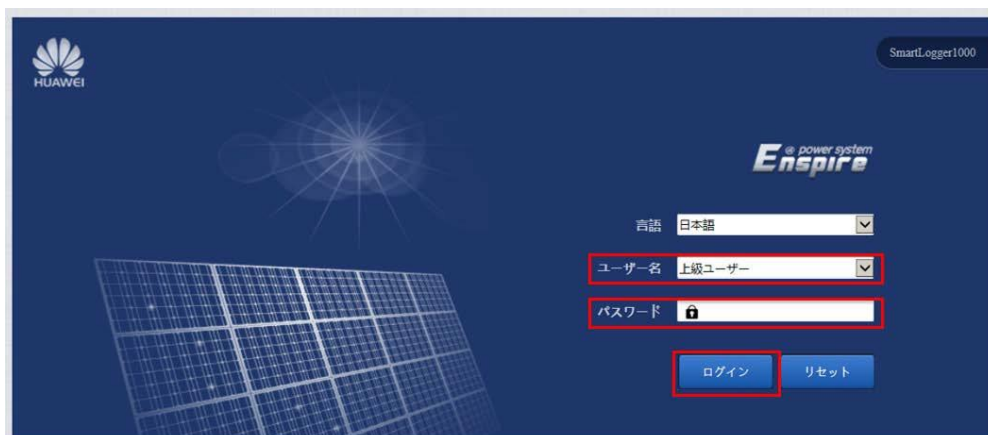 HUAWEI
SmartLogger1000
Enspire @ power system
言語 日本語
ユーザー名 上級ユーザー
パスワード
ログイン リセット